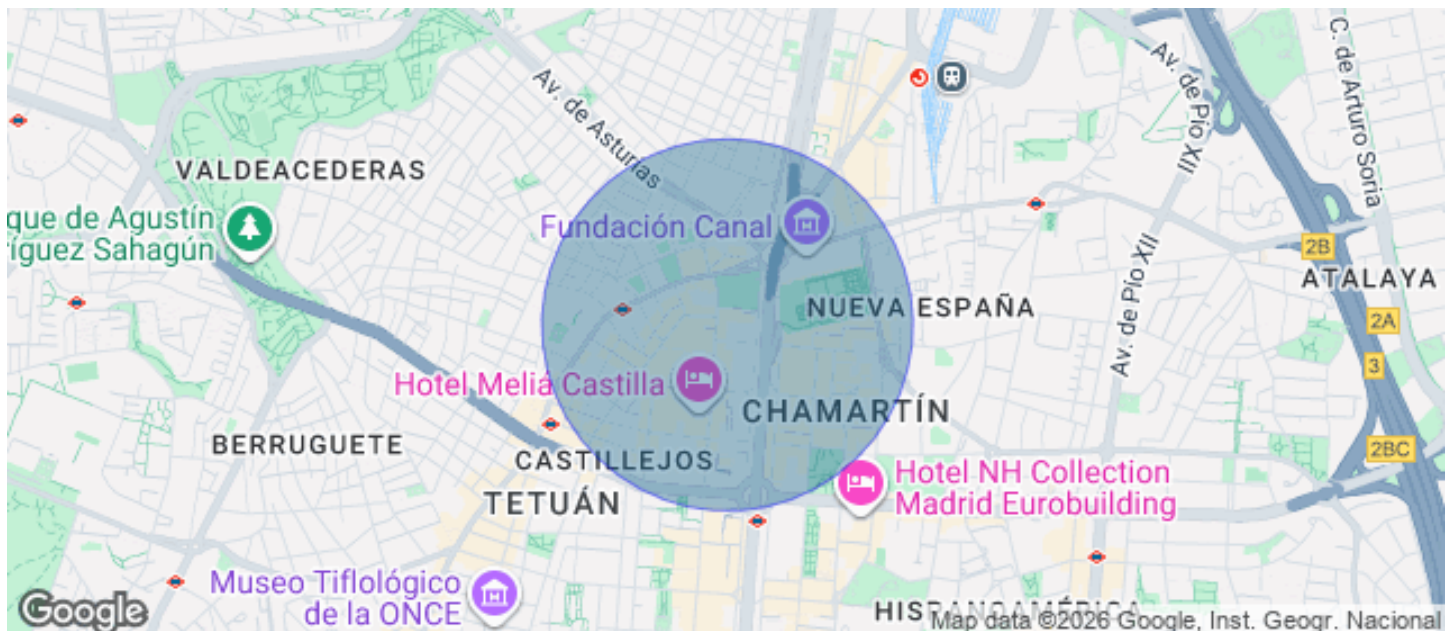 C. de Arturo Soria
Av. de Pío XII
Av. de Asturias
VALDEACEDERAS
que de Agustín
ríguez Sahagún
Fundación Canal
2B
ATALAYA
NUEVA ESPAÑA
2A
Av. de Pío XII
3
Hotel Meliá Castilla
CHAMARTÍN
BERRUGUETE
2BC
CASTILLEJOS
Hotel NH Collection
Madrid Eurobuilding
TETUÁN
Museo Tiflológico
de la ONCE
HISPANOAMÉRICA
Google
Map data ©2026 Google, Inst. Geogr. Nacional